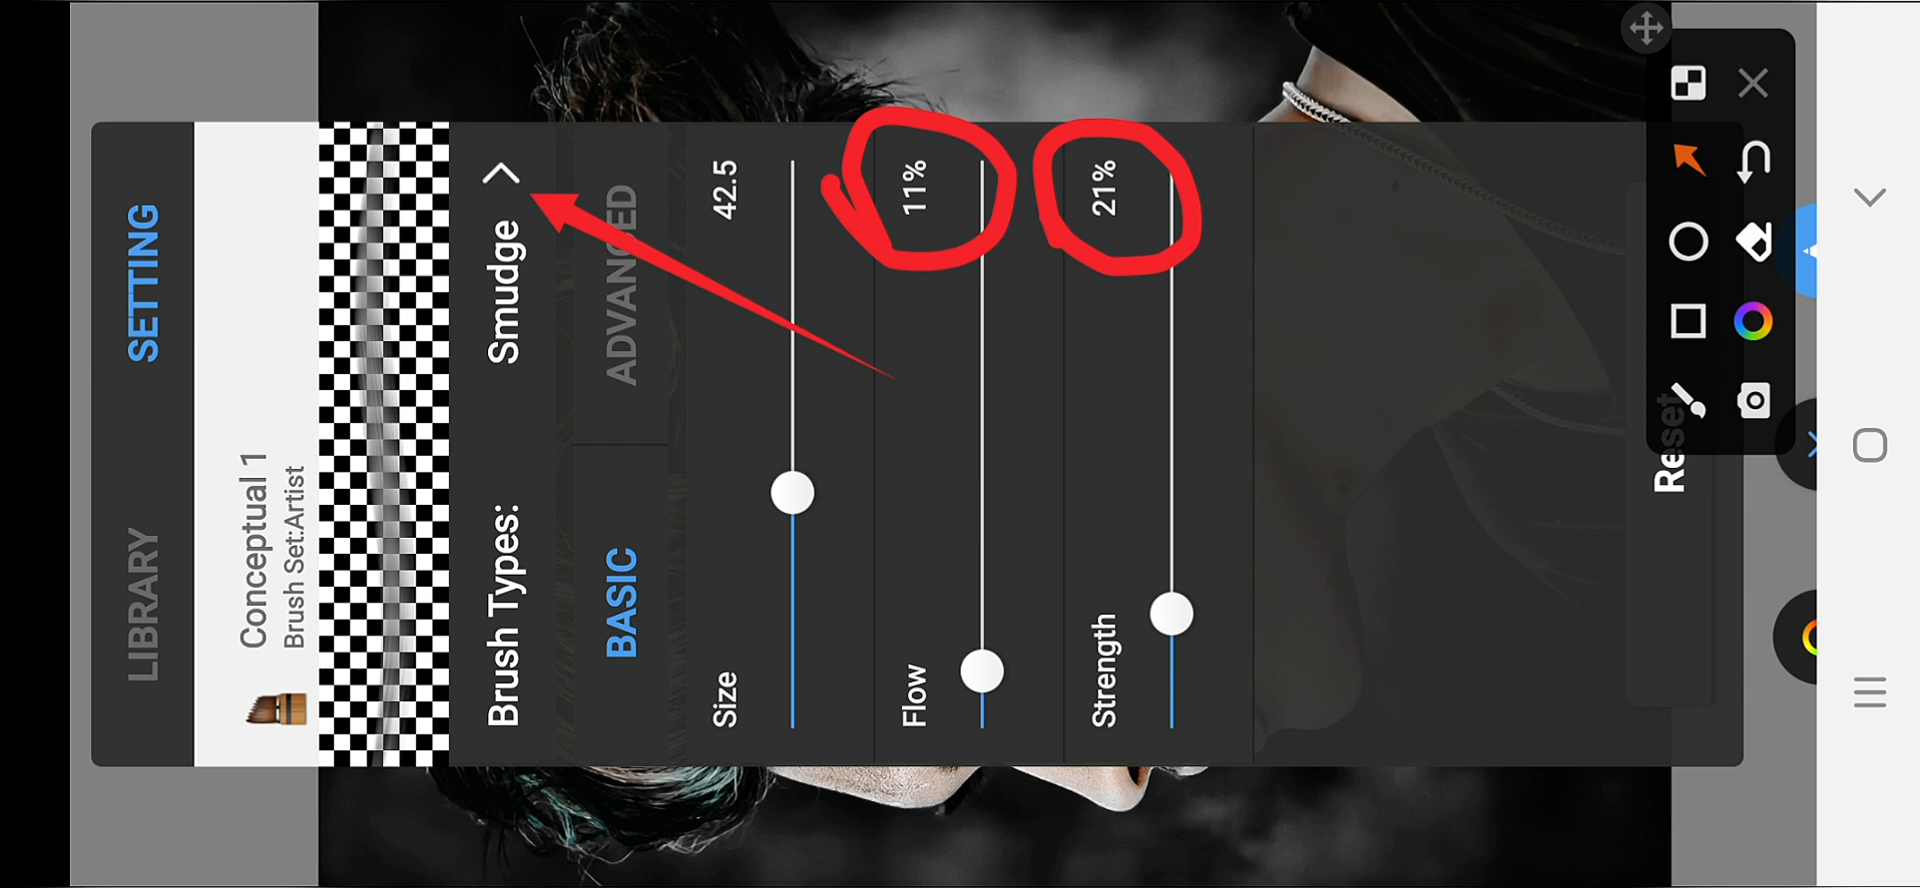 LIBRARY SETTING
Conceptual 1
Brush Set:Artist
Brush Types: Smudge
BASIC ADVANCED
Size 42.5
Flow 11%
Strength 21%
Reset